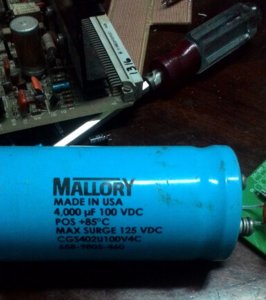 MALLORY
MADE IN USA
4,000 µF 100 VDC
POS +85°C
MAX SURGE 125 VDC
CGS402U100V4C